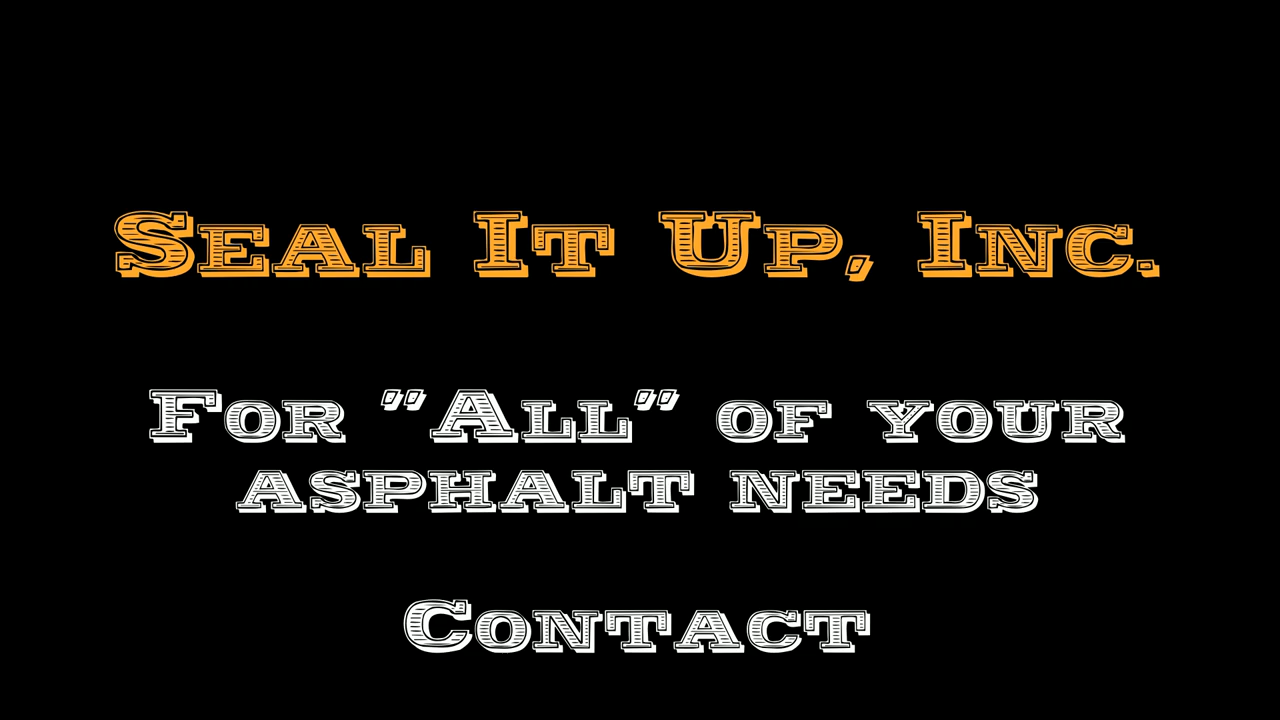 Seal It Up, Inc.
For "All" of your
asphalt needs
Contact